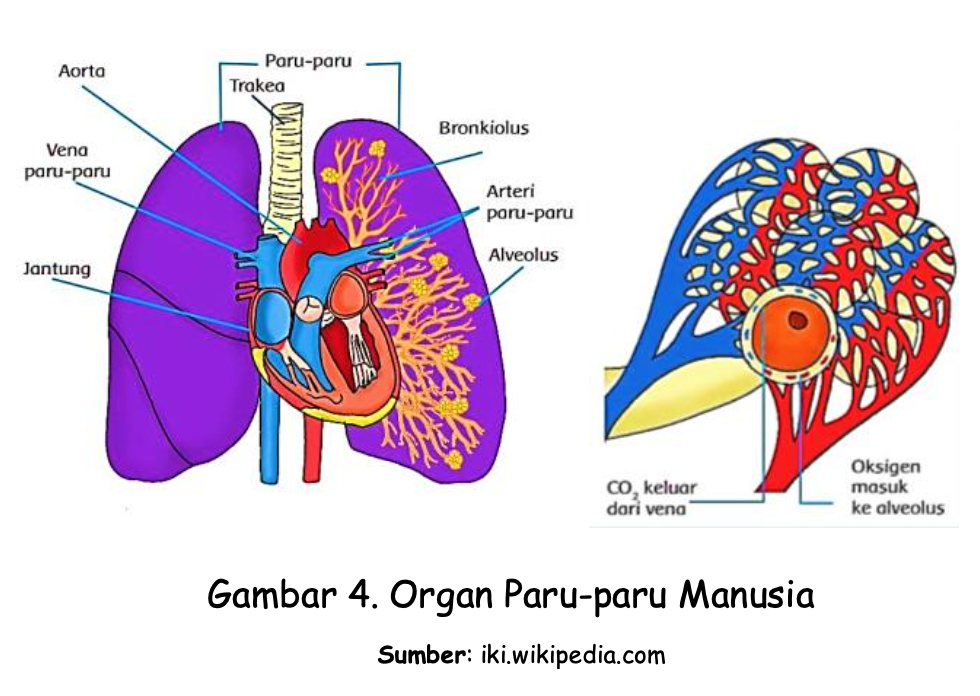 Paru-paru
Aorta
Trakea
Bronkiolus
Vena
paru-paru
Arteri
paru-paru
Alveolus
Jantung
CO₂ keluar
dari vena
Oksigen
masuk
ke alveolus
Gambar 4. Organ Paru-paru Manusia
Sumber: iki.wikipedia.com